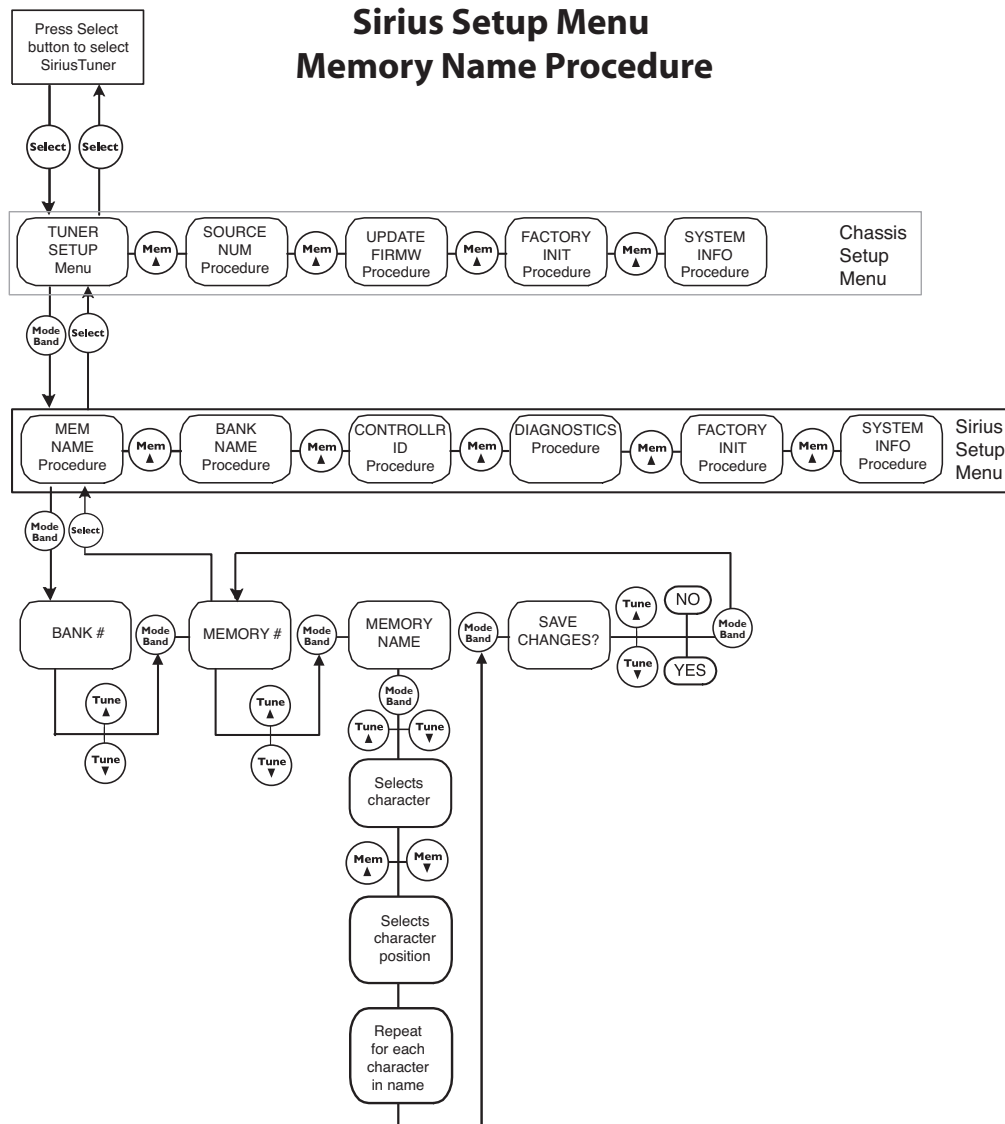 Sirius Setup Menu
Memory Name Procedure
Press Select
button to select
SiriusTuner
Select
Select
TUNER
SETUP
Menu
Mem
SOURCE
NUM
Procedure
Mem
UPDATE
FIRMW
Procedure
Mem
FACTORY
INIT
Procedure
Mem
SYSTEM
INFO
Procedure
Chassis
Setup
Menu
Mode
Band
Select
MEM
NAME
Procedure
Mem
BANK
NAME
Procedure
Mem
CONTROLLR
ID
Procedure
Mem
DIAGNOSTICS
Procedure
Mem
FACTORY
INIT
Procedure
Mem
SYSTEM
INFO
Procedure
Sirius
Setup
Menu
Mode
Band
Select
BANK #
Mode
Band
Tune
Tune
MEMORY #
Mode
Band
Tune
Tune
MEMORY
NAME
Mode
Band
SAVE
CHANGES?
Tune
Tune
NO
YES
Mode
Band
Mode
Band
Tune
Tune
Selects
character
Mem
Mem
Selects
character
position
Repeat
for each
character
in name